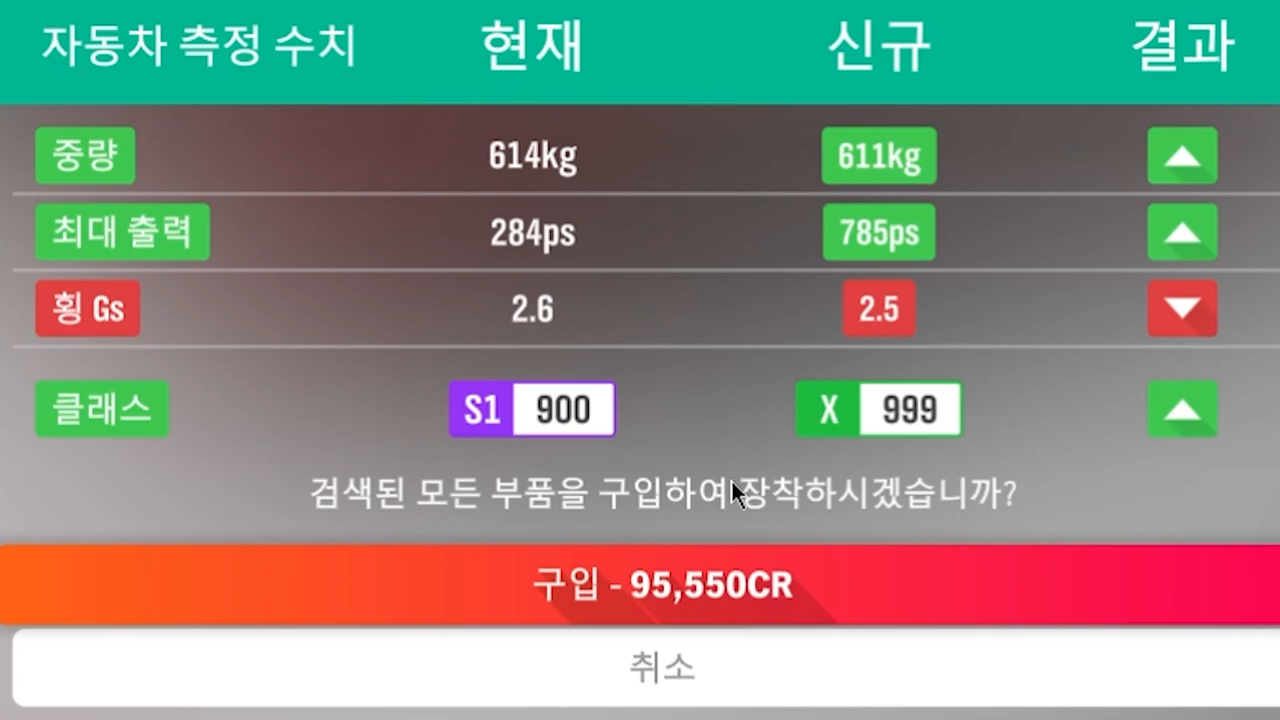 자동차 측정 수치 현재 신규 결과
중량 614kg 611kg
최대 출력 284ps 785ps
횡 Gs 2.6 2.5
클래스 S1 900 X 999
검색된 모든 부품을 구입하여 장착하시겠습니까?
구입 - 95,550CR
취소